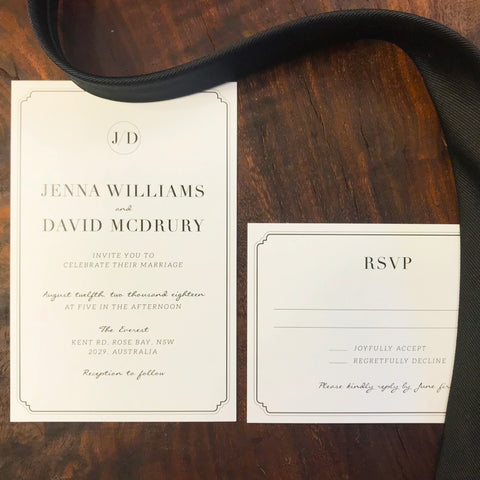 J/D
JENNA WILLIAMS
and
DAVID MCDRURY
INVITE YOU TO
CELEBRATE THEIR MARRIAGE
August twelfth, two thousand eighteen
AT FIVE IN THE AFTERNOON
The Everest
KENT RD, ROSE BAY, NSW
2029, AUSTRALIA
Reception to follow
RSVP
JOYFULLY ACCEPT
REGRETFULLY DECLINE
Please kindly reply by June